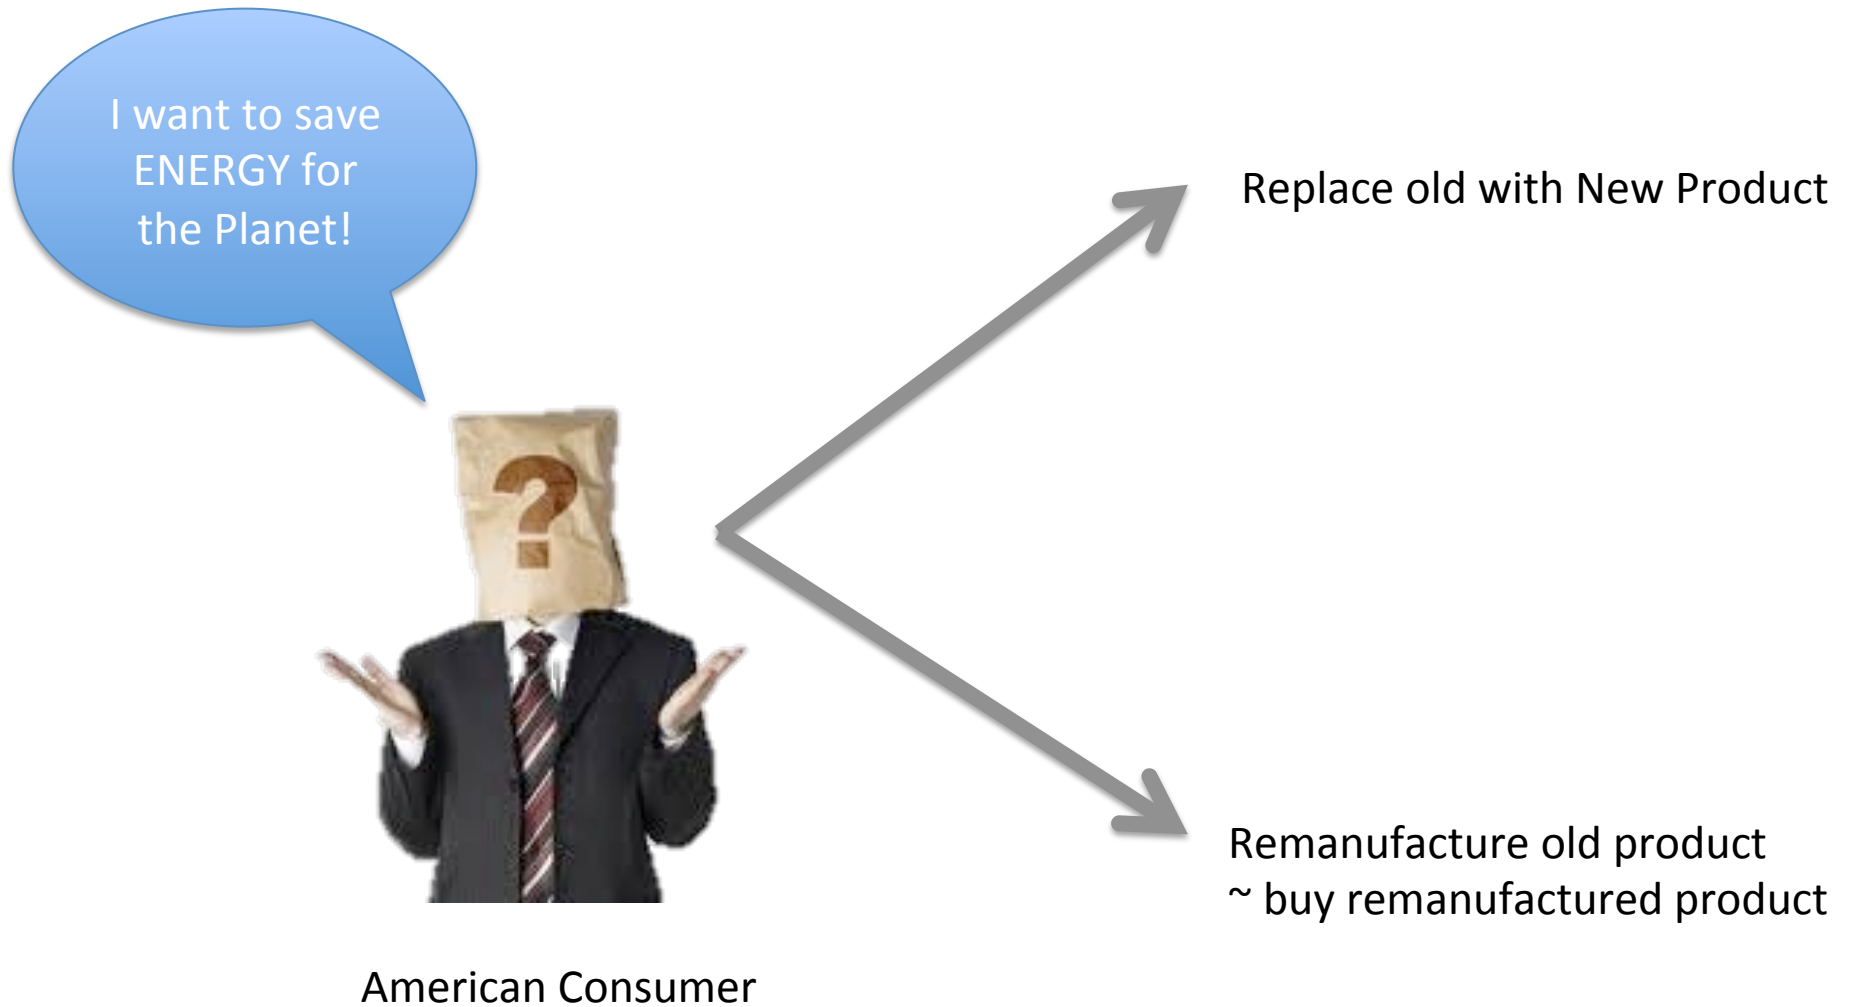 I want to save
ENERGY for
the Planet!
Replace old with New Product
?
Remanufacture old product
~ buy remanufactured product
American Consumer